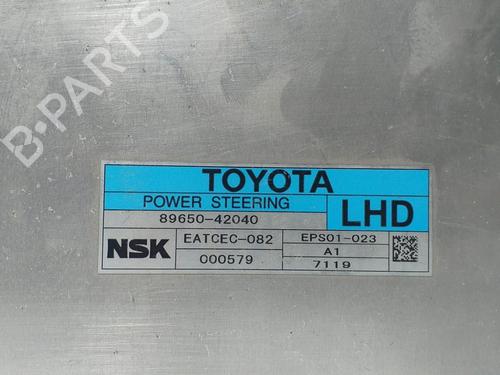 B-PARTS
TOYOTA
POWER STEERING
89650-42040
LHD
NSK
EATCEC-082
EPS01-023
000579
A1
7119